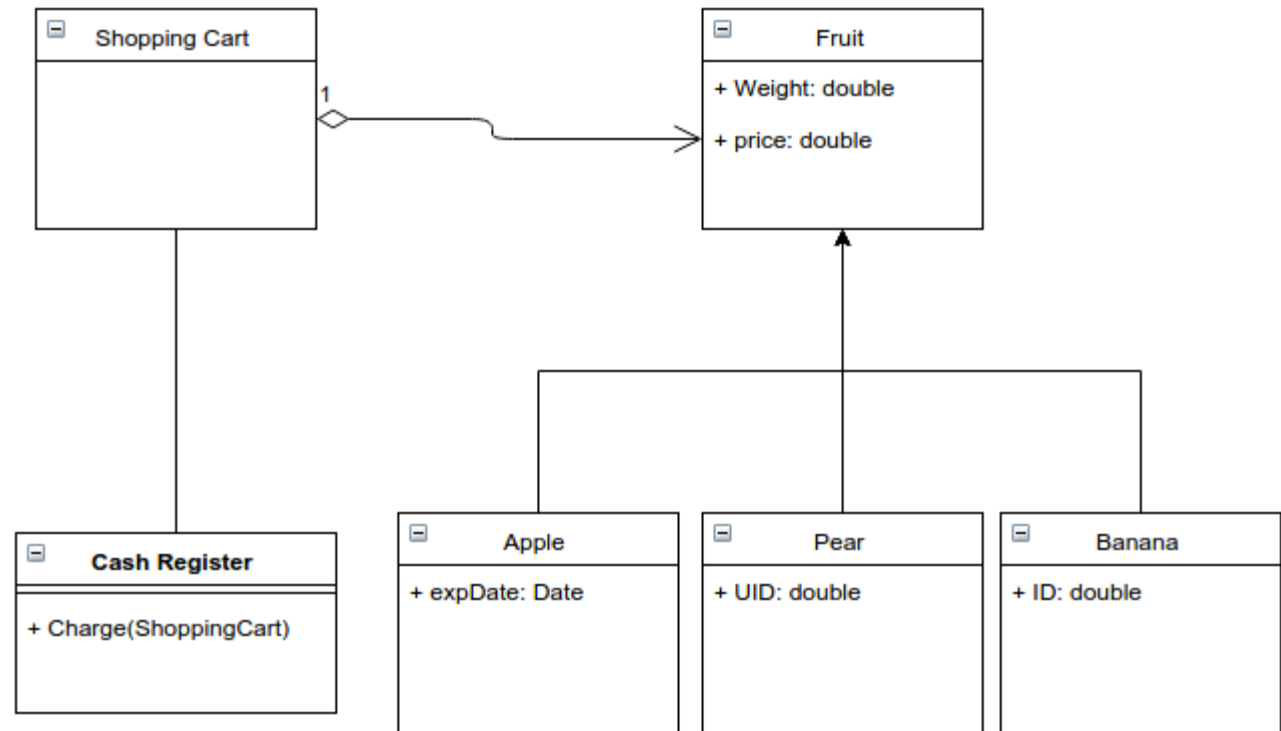 Shopping Cart
1
Fruit
+ Weight: double
+ price: double
Cash Register
+ Charge(ShoppingCart)
Apple
+ expDate: Date
Pear
+ UID: double
Banana
+ ID: double